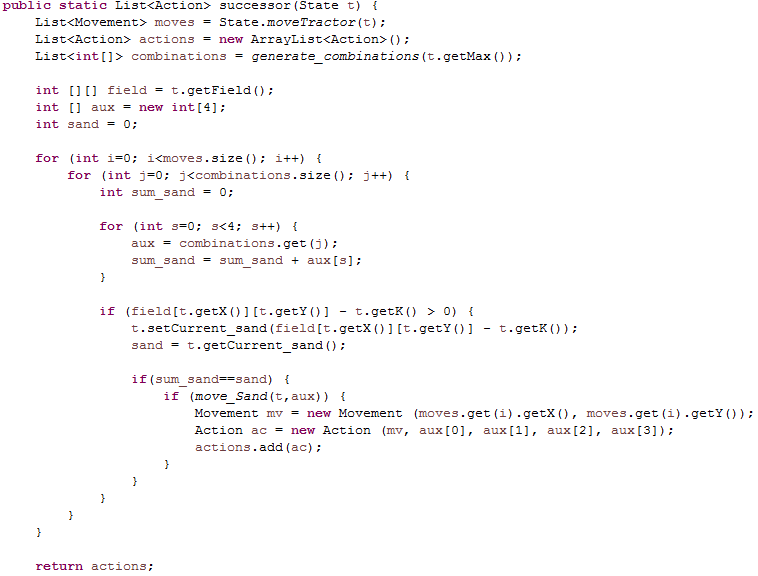 public static List<Action> successor(State t) {
    List<Movement> moves = State.moveTractor(t);
    List<Action> actions = new ArrayList<Action>();
    List<int[]> combinations = generate_combinations(t.getMax());

    int [][] field = t.getField();
    int [] aux = new int[4];
    int sand = 0;

    for (int i=0; i<moves.size(); i++) {
        for (int j=0; j<combinations.size(); j++) {
            int sum_sand = 0;

            for (int s=0; s<4; s++) {
                aux = combinations.get(j);
                sum_sand = sum_sand + aux[s];
            }

            if (field[t.getX()][t.getY()] - t.getK() > 0) {
                t.setCurrent_sand(field[t.getX()][t.getY()] - t.getK());
                sand = t.getCurrent_sand();

                if(sum_sand==sand) {
                    if (move_Sand(t,aux)) {
                        Movement mv = new Movement (moves.get(i).getX(), moves.get(i).getY());
                        Action ac = new Action (mv, aux[0], aux[1], aux[2], aux[3]);
                        actions.add(ac);
                    }
                }
            }
        }
    }

    return actions;